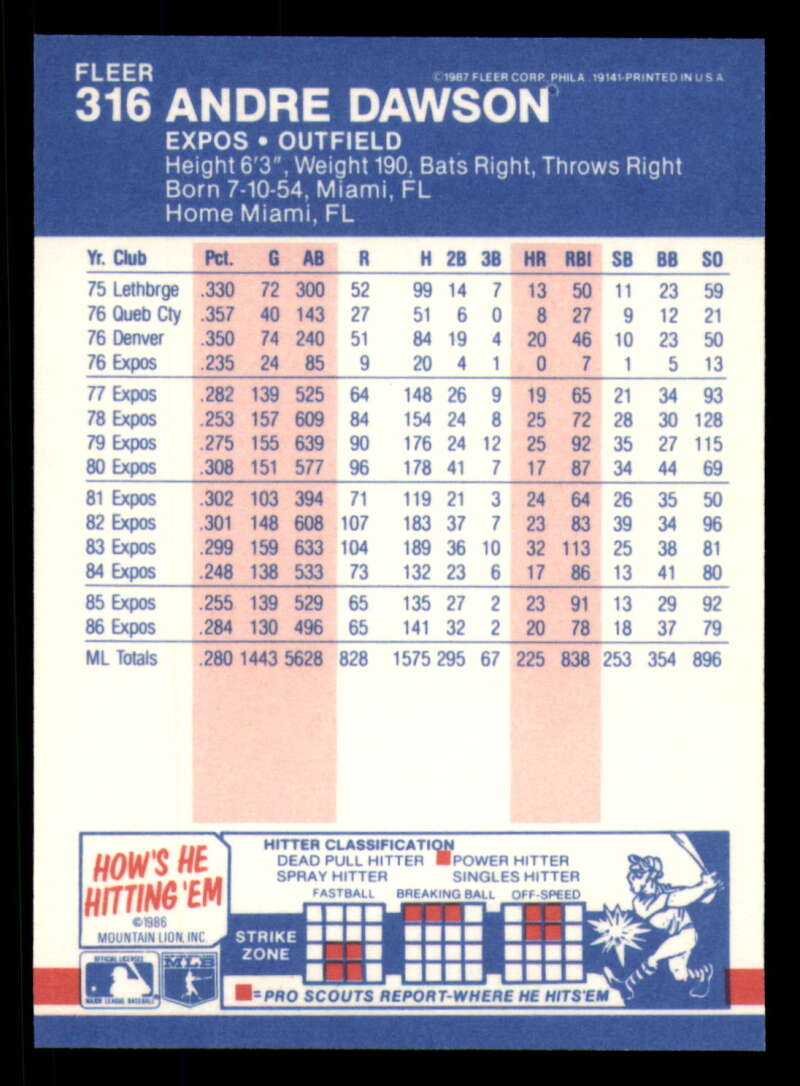 FLEER
©1987 FLEER CORP. PHILA. 19141-PRINTED IN U S A
316 ANDRE DAWSON
EXPOS • OUTFIELD
Height 6'3", Weight 190, Bats Right, Throws Right
Born 7-10-54, Miami, FL
Home Miami, FL
Yr. Club Pct. G AB R H 2B 3B HR RBI SB BB SO
75 Lethbrge .330 72 300 52 99 14 7 13 50 11 23 59
76 Queb Cty .357 40 143 27 51 6 0 8 27 9 12 21
76 Denver .350 74 240 51 84 19 4 20 46 10 23 50
76 Expos .235 24 85 9 20 4 1 0 7 1 5 13
77 Expos .282 139 525 64 148 26 9 19 65 21 34 93
78 Expos .253 157 609 84 154 24 8 25 72 28 30 128
79 Expos .275 155 639 90 176 24 12 25 92 35 27 115
80 Expos .308 151 577 96 178 41 7 17 87 34 44 69
81 Expos .302 103 394 71 119 21 3 24 64 26 35 50
82 Expos .301 148 608 107 183 37 7 23 83 39 34 96
83 Expos .299 159 633 104 189 36 10 32 113 25 38 81
84 Expos .248 138 533 73 132 23 6 17 86 13 41 80
85 Expos .255 139 529 65 135 27 2 23 91 13 29 92
86 Expos .284 130 496 65 141 32 2 20 78 18 37 79
ML Totals .280 1443 5628 828 1575 295 67 225 838 253 354 896
HOW'S HE
HITTING 'EM
©1986
MOUNTAIN LION, INC.
OFFICIAL LICENSEE
MAJOR LEAGUE BASEBALL
MLB
HITTER CLASSIFICATION
DEAD PULL HITTER POWER HITTER
SPRAY HITTER SINGLES HITTER
FASTBALL BREAKING BALL OFF-SPEED
STRIKE
ZONE
=PRO SCOUTS REPORT-WHERE HE HITS'EM